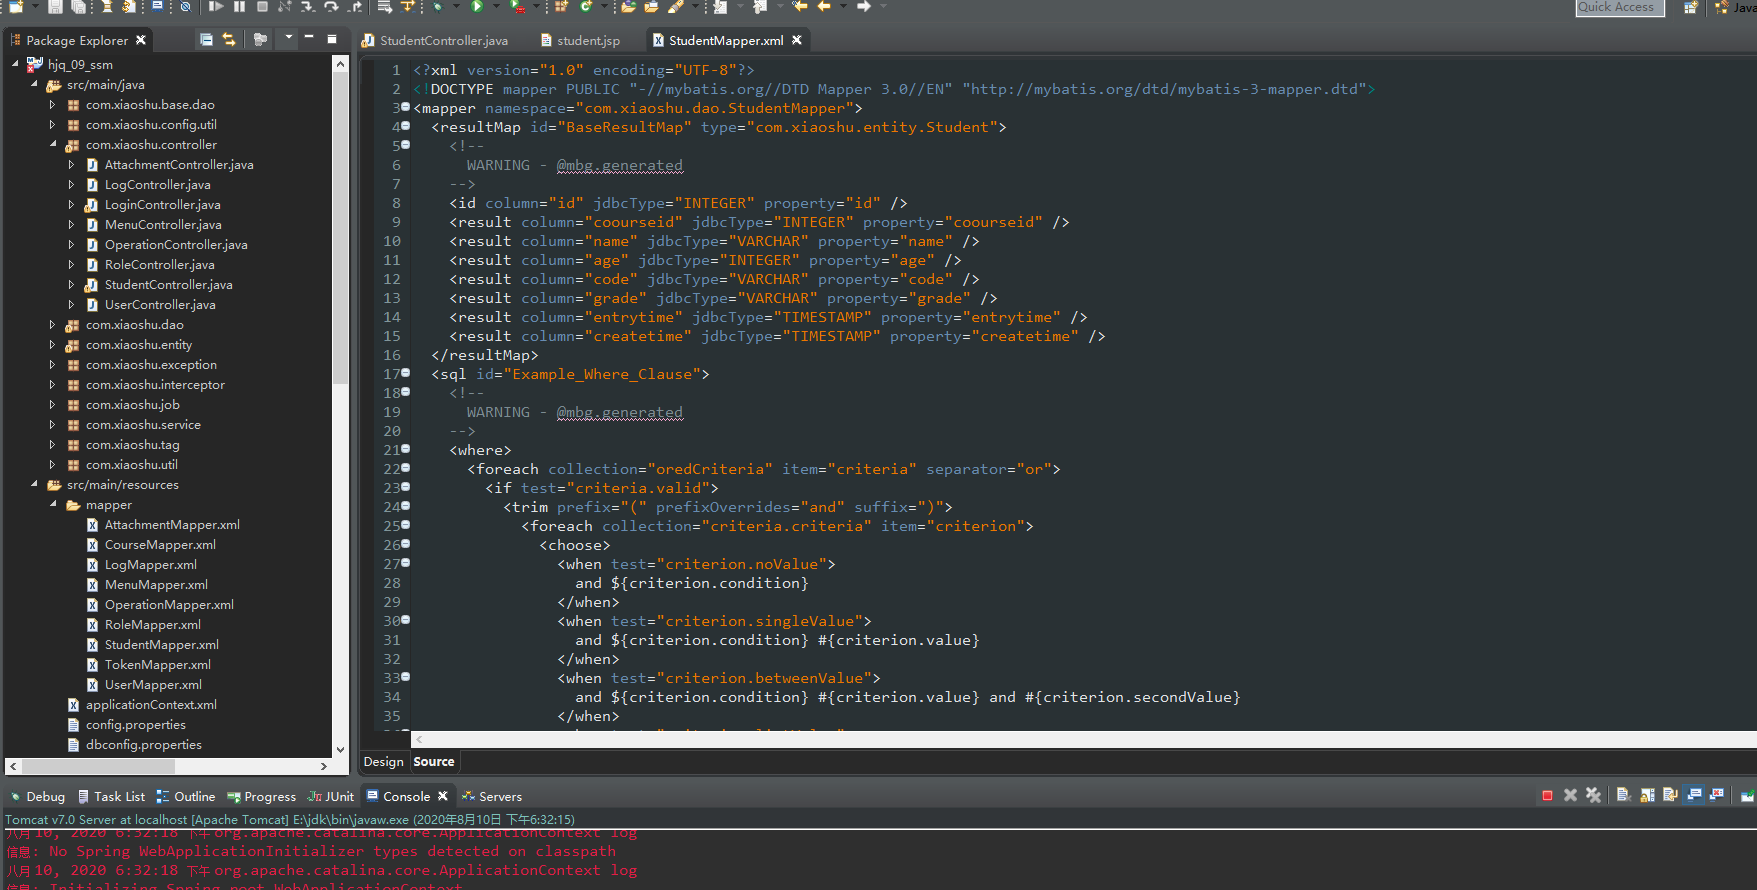 Quick Access
Java
Package Explorer
hjq_09_ssm
src/main/java
com.xiaoshu.base.dao
com.xiaoshu.config.util
com.xiaoshu.controller
AttachmentController.java
LogController.java
LoginController.java
MenuController.java
OperationController.java
RoleController.java
StudentController.java
UserController.java
com.xiaoshu.dao
com.xiaoshu.entity
com.xiaoshu.exception
com.xiaoshu.interceptor
com.xiaoshu.job
com.xiaoshu.service
com.xiaoshu.tag
com.xiaoshu.util
src/main/resources
mapper
AttachmentMapper.xml
CourseMapper.xml
LogMapper.xml
MenuMapper.xml
OperationMapper.xml
RoleMapper.xml
StudentMapper.xml
TokenMapper.xml
UserMapper.xml
applicationContext.xml
config.properties
dbconfig.properties
StudentController.java student.jsp StudentMapper.xml
1 <?xml version="1.0" encoding="UTF-8"?>
2 <!DOCTYPE mapper PUBLIC "-//mybatis.org//DTD Mapper 3.0//EN" "http://mybatis.org/dtd/mybatis-3-mapper.dtd">
3 <mapper namespace="com.xiaoshu.dao.StudentMapper">
4 <resultMap id="BaseResultMap" type="com.xiaoshu.entity.Student">
5 <!--
6 WARNING - @mbg.generated
7 -->
8 <id column="id" jdbcType="INTEGER" property="id" />
9 <result column="coourseid" jdbcType="INTEGER" property="coourseid" />
10 <result column="name" jdbcType="VARCHAR" property="name" />
11 <result column="age" jdbcType="INTEGER" property="age" />
12 <result column="code" jdbcType="VARCHAR" property="code" />
13 <result column="grade" jdbcType="VARCHAR" property="grade" />
14 <result column="entrytime" jdbcType="TIMESTAMP" property="entrytime" />
15 <result column="createtime" jdbcType="TIMESTAMP" property="createtime" />
16 </resultMap>
17 <sql id="Example_Where_Clause">
18 <!--
19 WARNING - @mbg.generated
20 -->
21 <where>
22 <foreach collection="oredCriteria" item="criteria" separator="or">
23 <if test="criteria.valid">
24 <trim prefix="(" prefixOverrides="and" suffix=")">
25 <foreach collection="criteria.criteria" item="criterion">
26 <choose>
27 <when test="criterion.noValue">
28 and ${criterion.condition}
29 </when>
30 <when test="criterion.singleValue">
31 and ${criterion.condition} #{criterion.value}
32 </when>
33 <when test="criterion.betweenValue">
34 and ${criterion.condition} #{criterion.value} and #{criterion.secondValue}
35 </when>
Design Source
Debug Task List Outline Progress JUnit Console Servers
Tomcat v7.0 Server at localhost [Apache Tomcat] E:\jdk\bin\javaw.exe (2020年8月10日 下午6:32:15)
八月 10, 2020 6:32:18 下午 org.apache.catalina.core.ApplicationContext log
信息: No Spring WebApplicationInitializer types detected on classpath
八月 10, 2020 6:32:18 下午 org.apache.catalina.core.ApplicationContext log
信息: Initializing Spring root WebApplicationContext